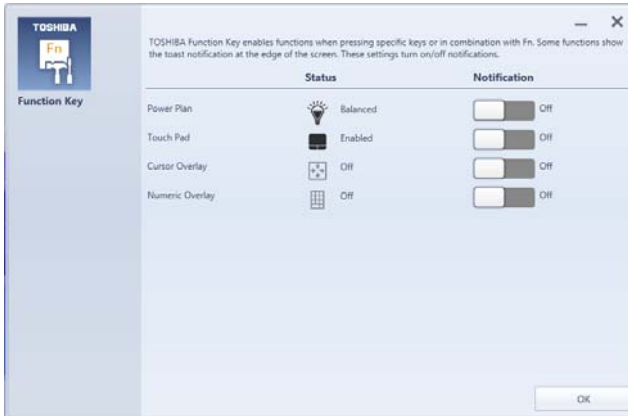 TOSHIBA
Fn
Function Key
TOSHIBA Function Key enables functions when pressing specific keys or in combination with Fn. Some functions show
the toast notification at the edge of the screen. These settings turn on/off notifications.
Status Notification
Power Plan Balanced Off
Touch Pad Enabled Off
Cursor Overlay Off Off
Numeric Overlay Off Off
OK